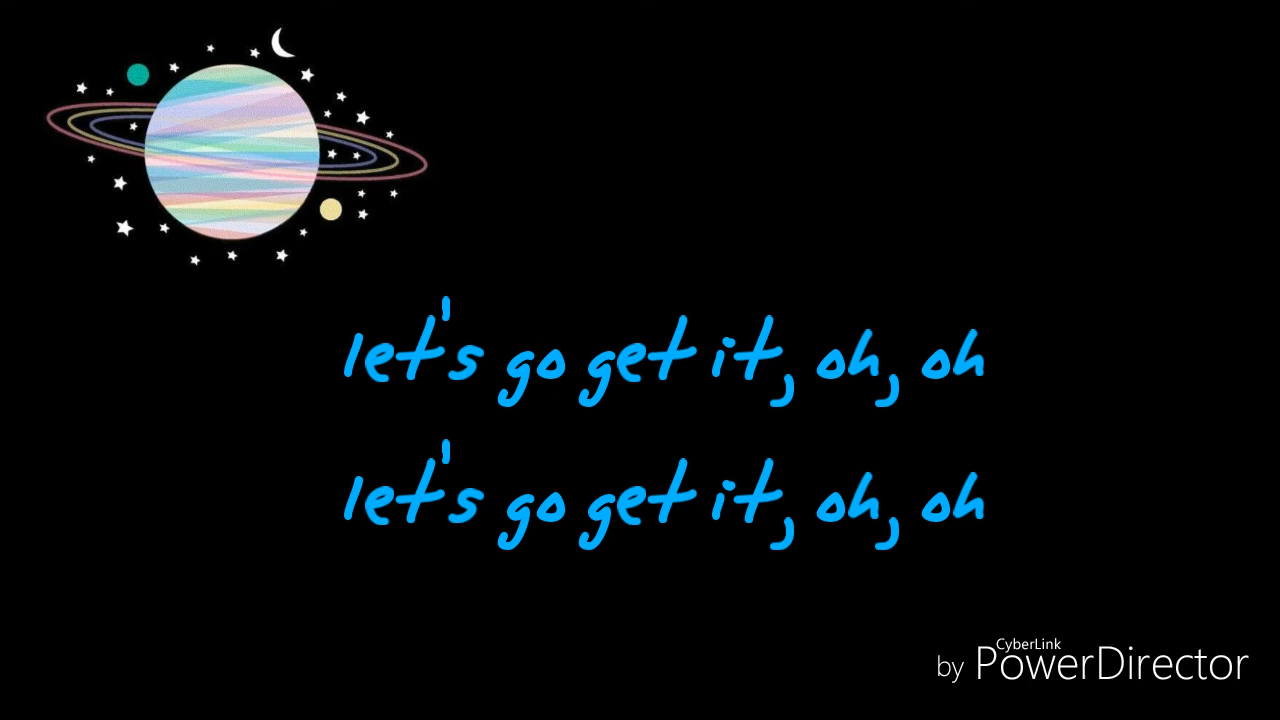 let's go get it, oh, oh
let's go get it, oh, oh
CyberLink
by PowerDirector